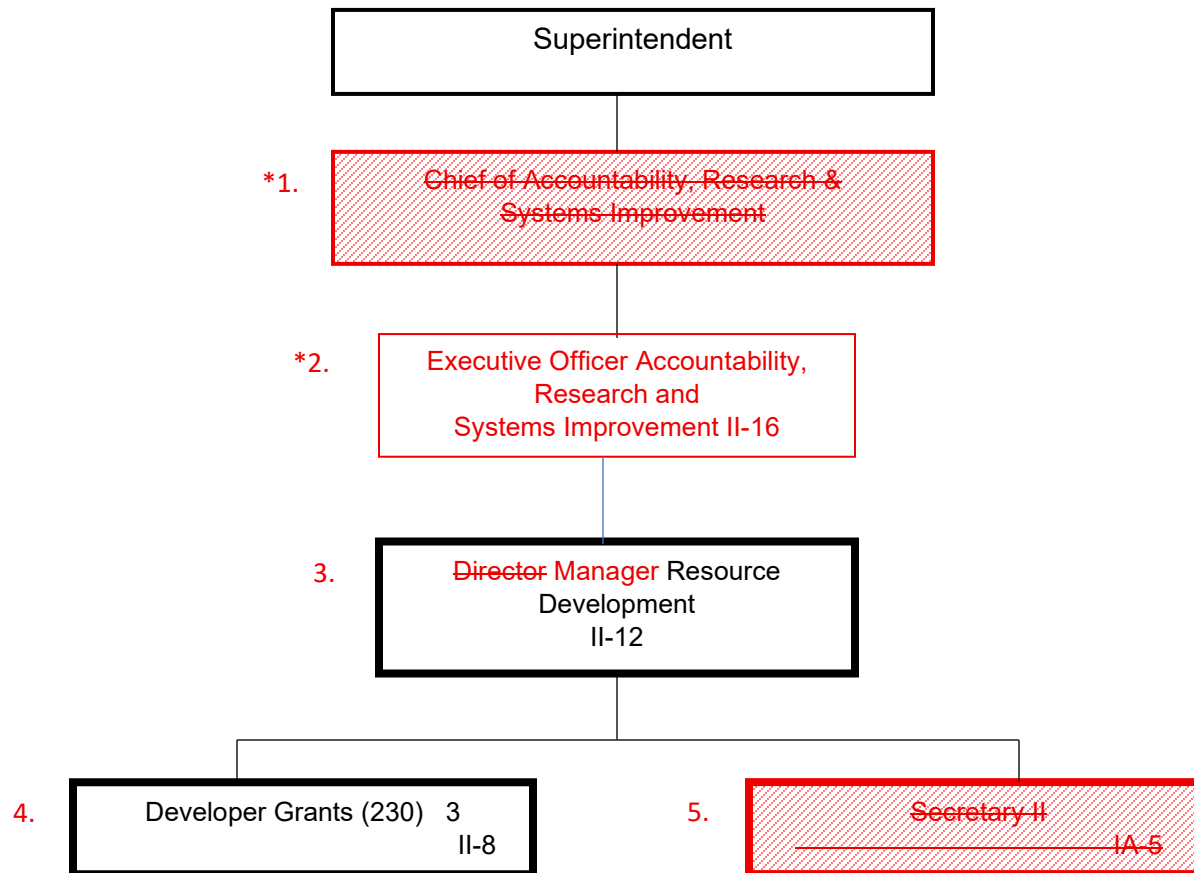 Superintendent
*1.
Chief of Accountability, Research &
Systems Improvement
*2.
Executive Officer Accountability,
Research and
Systems Improvement II-16
3.
Director Manager Resource
Development
II-12
4.
Developer Grants (230) 3
II-8
5.
Secretary II
IA-5